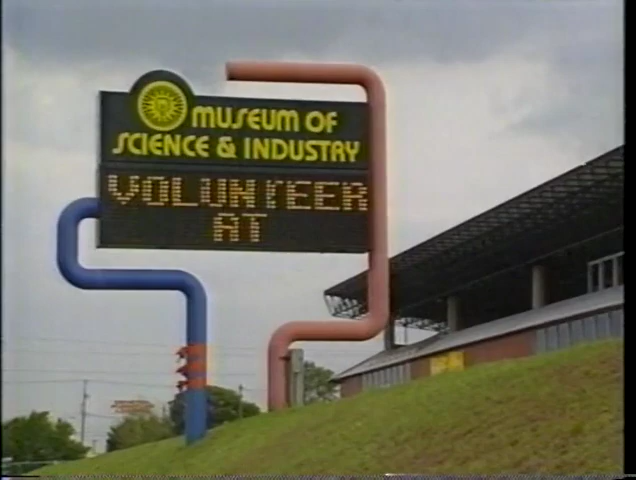 MUSEUM OF
SCIENCE & INDUSTRY
VOLUNTEER
AT